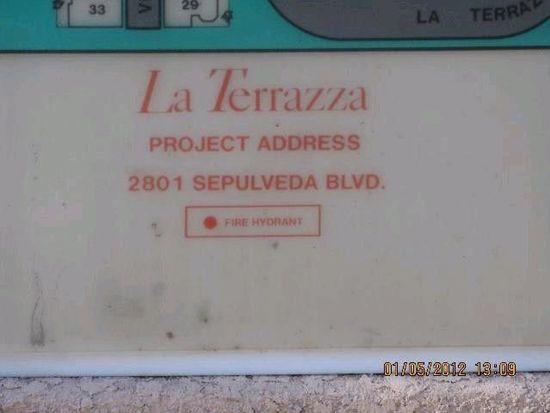 33
29
LA TERRAZ
La Terrazza
PROJECT ADDRESS
2801 SEPULVEDA BLVD.
FIRE HYDRANT
01/05/2012 13:09